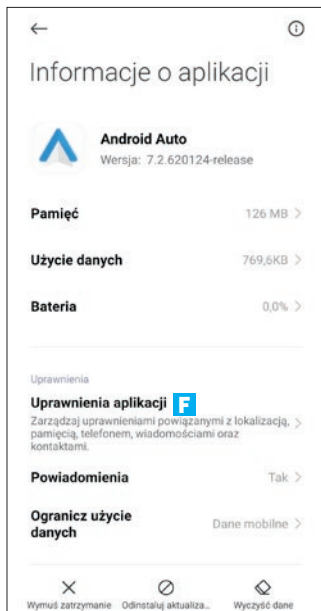 Informacje o aplikacji
Android Auto
Wersja: 7.2.620124-release
Pamięć 126 MB
Użycie danych 769,6KB
Bateria 0,0%
Uprawnienia
Uprawnienia aplikacji F
Zarządzaj uprawnieniami powiązanymi z lokalizacją,
pamięcią, telefonem, wiadomościami oraz
kontaktami.
Powiadomienia Tak
Ogranicz użycie
danych Dane mobilne
Wymuś zatrzymanie Odinstaluj aktualiza... Wyczyść dane